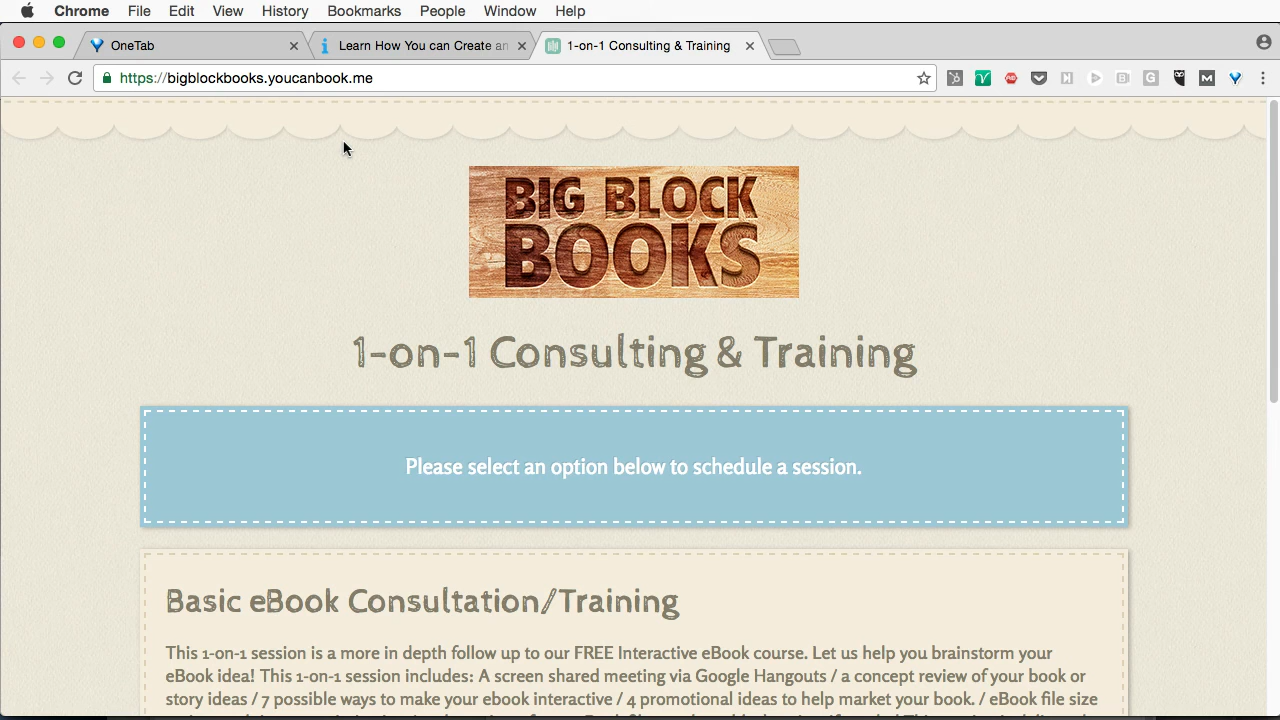 Chrome File Edit View History Bookmarks People Window Help
OneTab Learn How You can Create an 1-on-1 Consulting & Training
https://bigblockbooks.youcanbook.me
BIG BLOCK
BOOKS
1-on-1 Consulting & Training
Please select an option below to schedule a session.
Basic eBook Consultation/Training
This 1-on-1 session is a more in depth follow up to our FREE Interactive eBook course. Let us help you brainstorm your
eBook idea! This 1-on-1 session includes: A screen shared meeting via Google Hangouts / a concept review of your book or
story ideas / 7 possible ways to make your ebook interactive / 4 promotional ideas to help market your book. / eBook file size